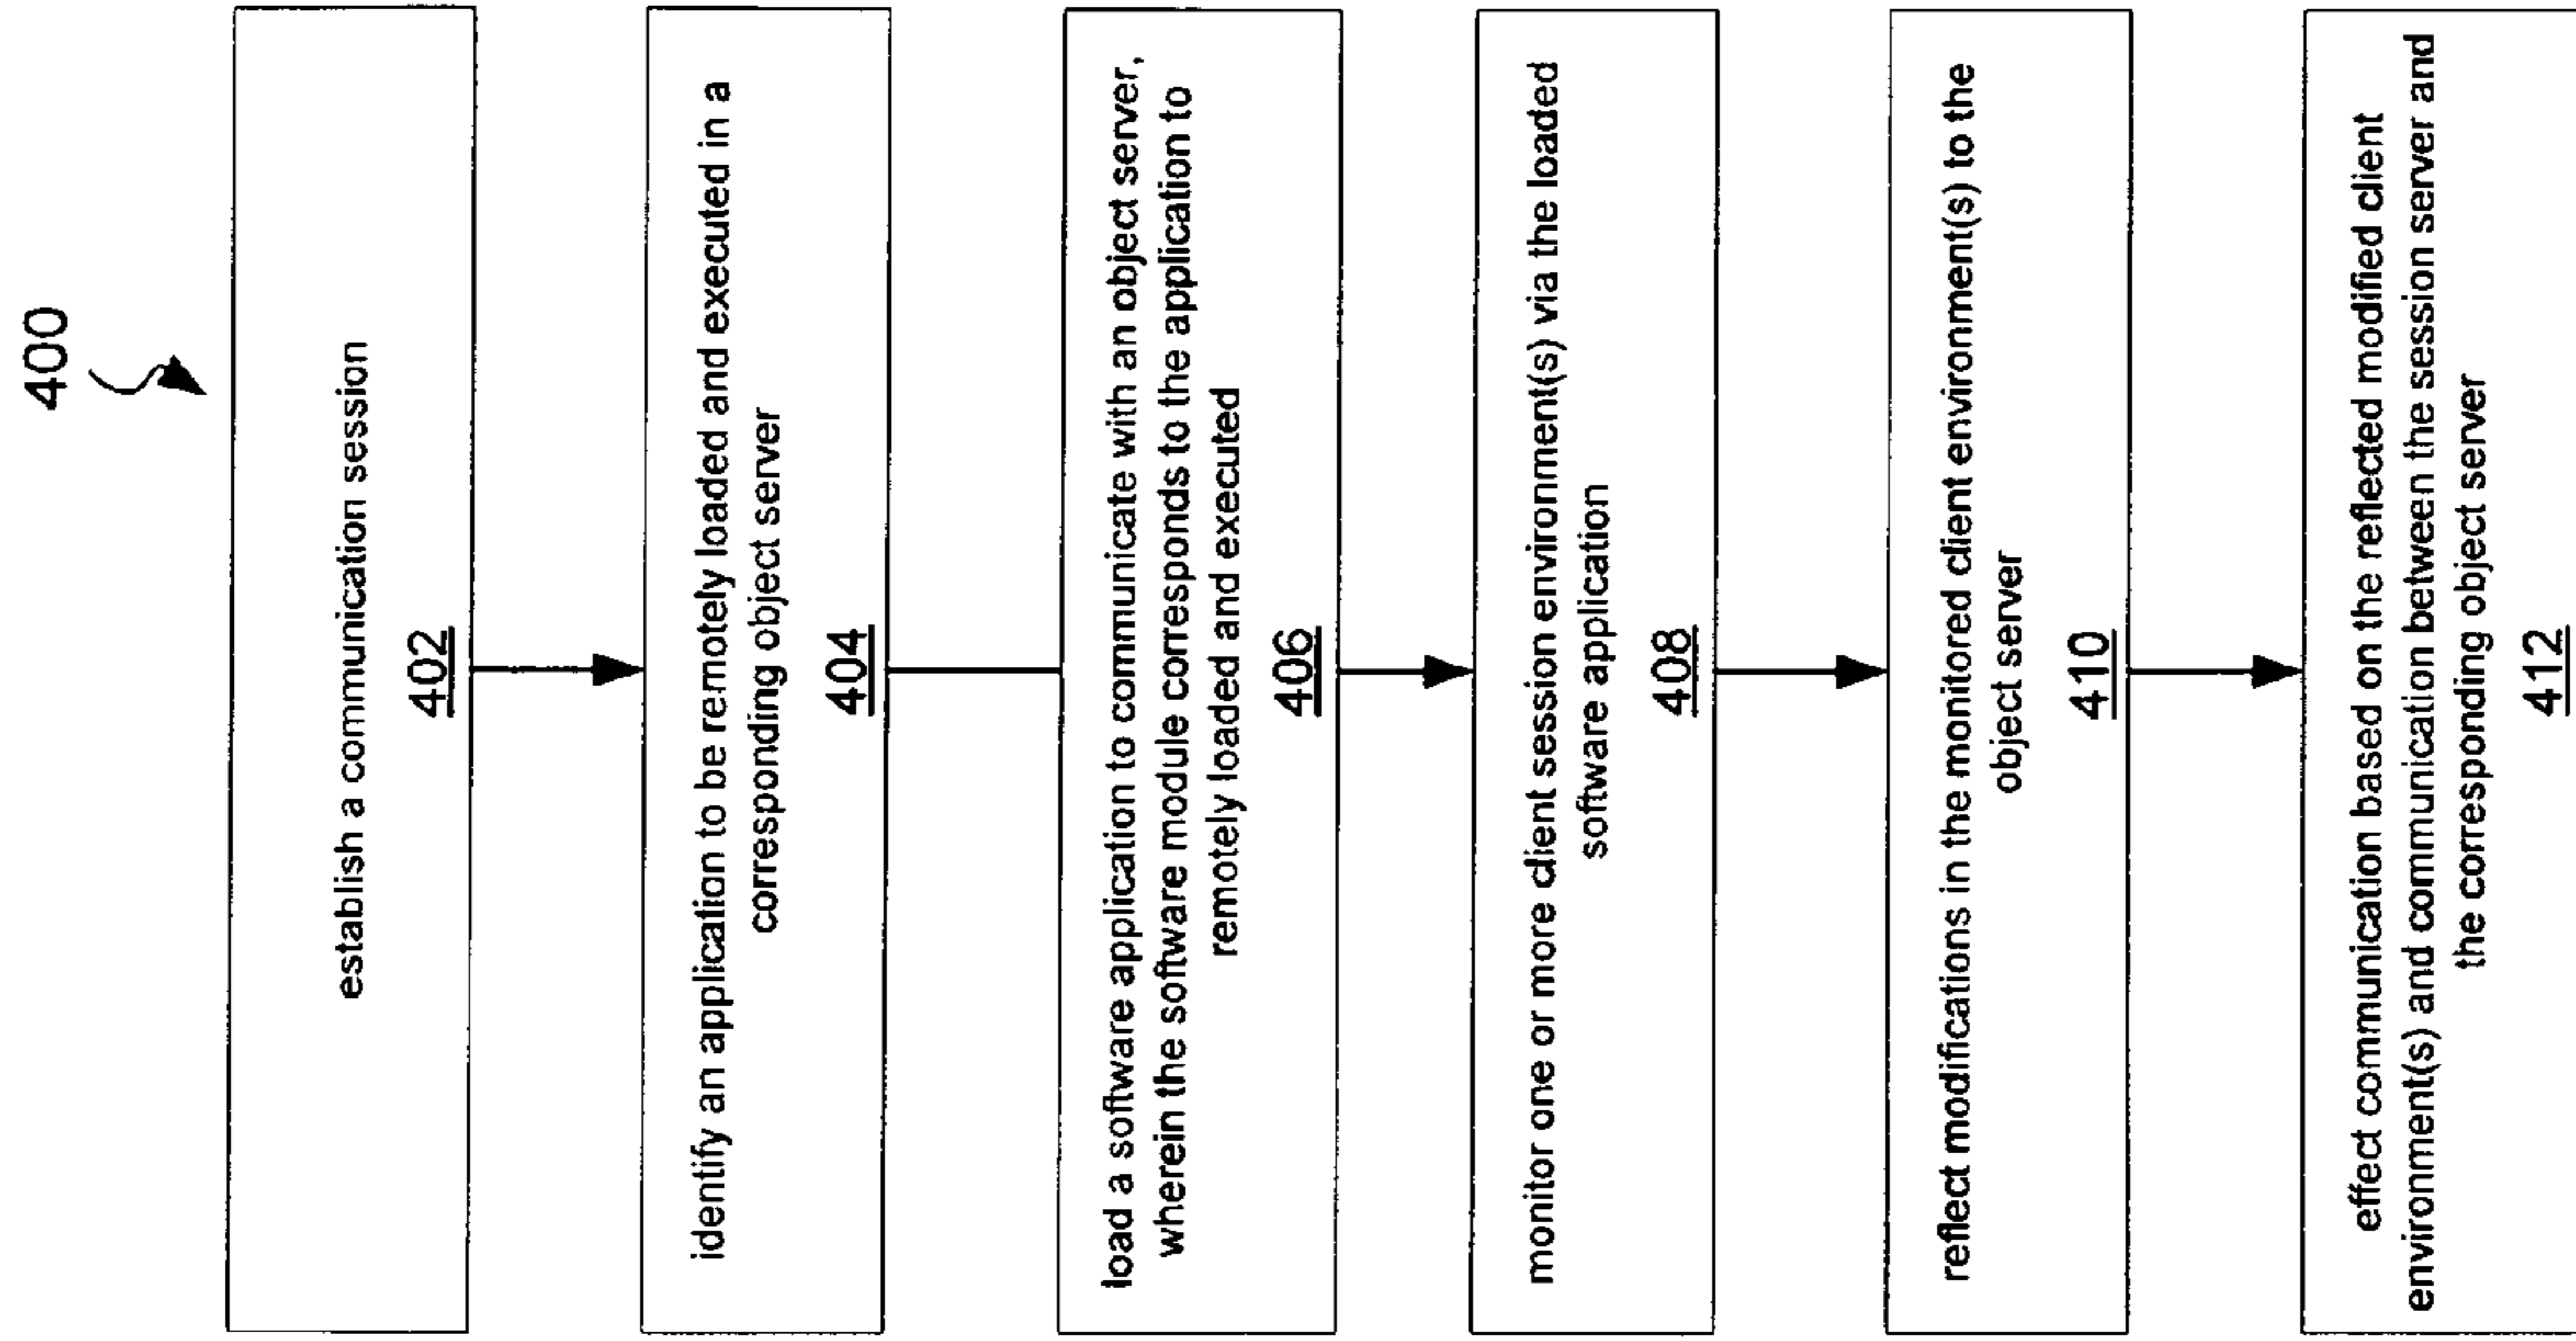 400
establish a communication session
402
identify an application to be remotely loaded and executed in a
corresponding object server
404
load a software application to communicate with an object server,
wherein the software module corresponds to the application to
remotely loaded and executed
406
monitor one or more client session environment(s) via the loaded
software application
408
reflect modifications in the monitored client environment(s) to the
object server
410
effect communication based on the reflected modified client
environment(s) and communication between the session server and
the corresponding object server
412